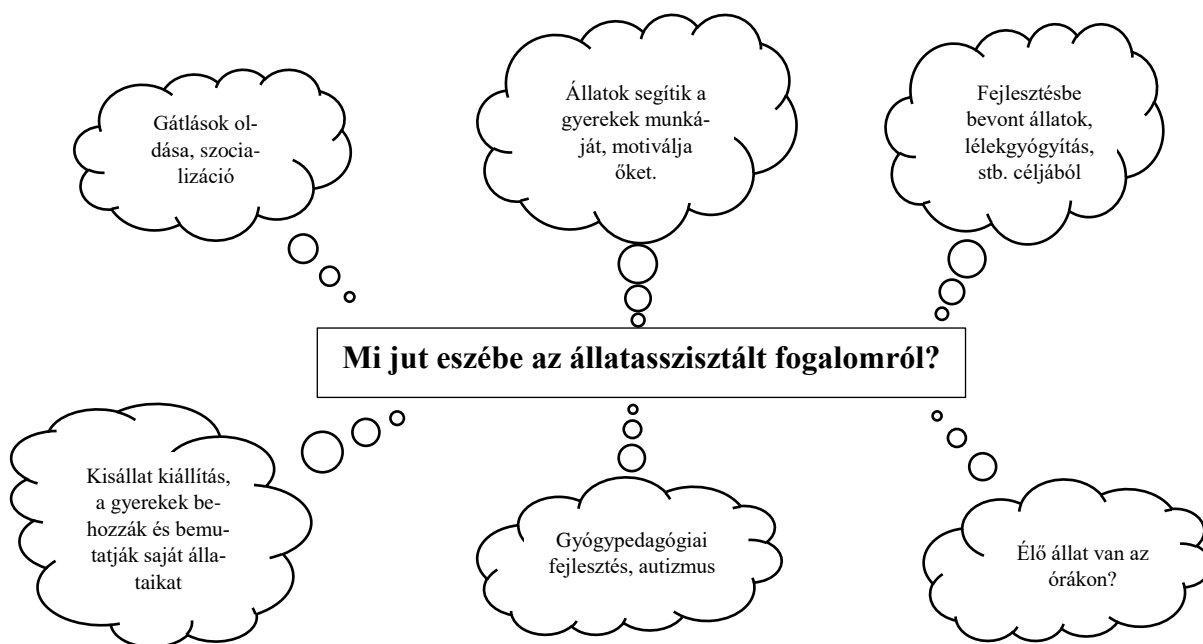 Gátlások ol-
dása, szocia-
lizáció
Állatok segítik a
gyerekek munká-
ját, motiválja
őket.
Fejlesztésbe
bevont állatok,
lélekgyógyítás,
stb. céljából
Mi jut eszébe az állatasszisztált fogalomról?
Kisállat kiállítás,
a gyerekek be-
hozzák és bemu-
tatják saját álla-
taikat
Gyógypedagógiai
fejlesztés, autizmus
Élő állat van az
órákon?